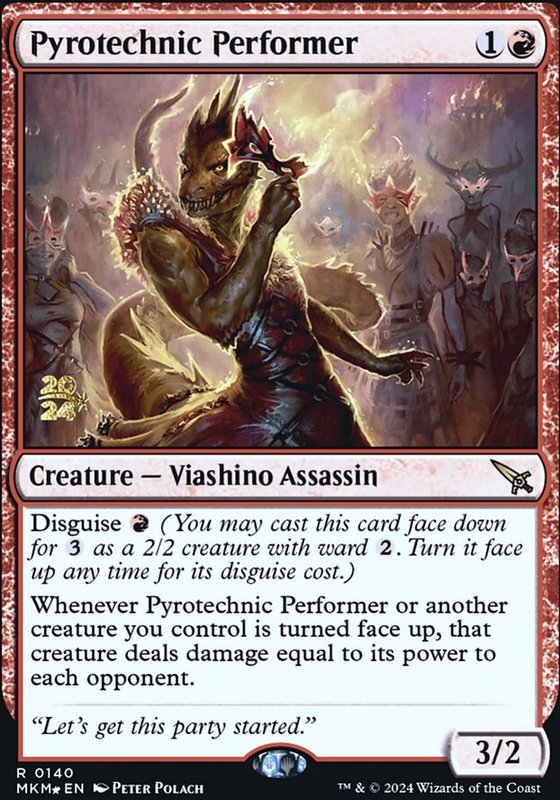 Pyrotechnic Performer 1
20
24
Creature — Viashino Assassin
Disguise (You may cast this card face down
for 3 as a 2/2 creature with ward 2. Turn it face
up any time for its disguise cost.)
Whenever Pyrotechnic Performer or another
creature you control is turned face up, that
creature deals damage equal to its power to
each opponent.
“Let’s get this party started.”
3/2
R 0140
MKM★EN Peter Polach
™ & © 2024 Wizards of the Coast